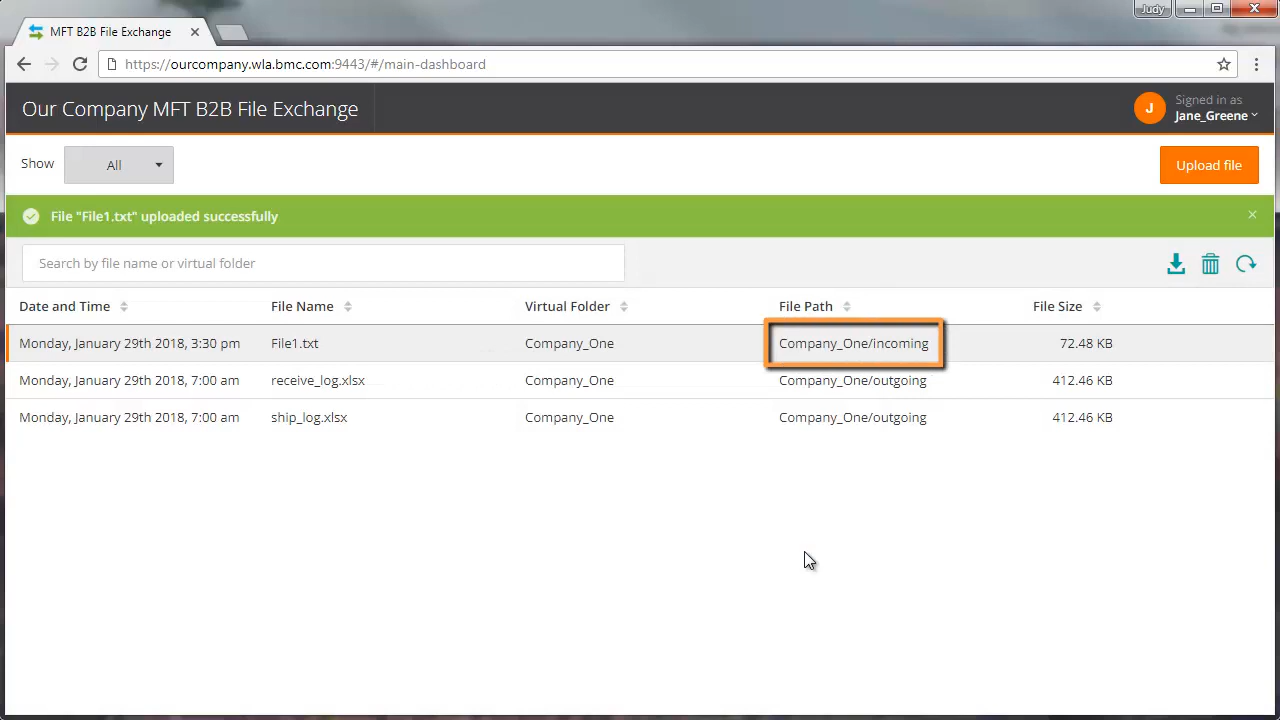 Judy
MFT B2B File Exchange
https://ourcompany.wla.bmc.com:9443/#/main-dashboard
Our Company MFT B2B File Exchange
J
Signed in as
Jane_Greene
Show
All
Upload file
File "File1.txt" uploaded successfully
Search by file name or virtual folder
Date and Time File Name Virtual Folder File Path File Size
Monday, January 29th 2018, 3:30 pm File1.txt Company_One Company_One/incoming 72.48 KB
Monday, January 29th 2018, 7:00 am receive_log.xlsx Company_One Company_One/outgoing 412.46 KB
Monday, January 29th 2018, 7:00 am ship_log.xlsx Company_One Company_One/outgoing 412.46 KB